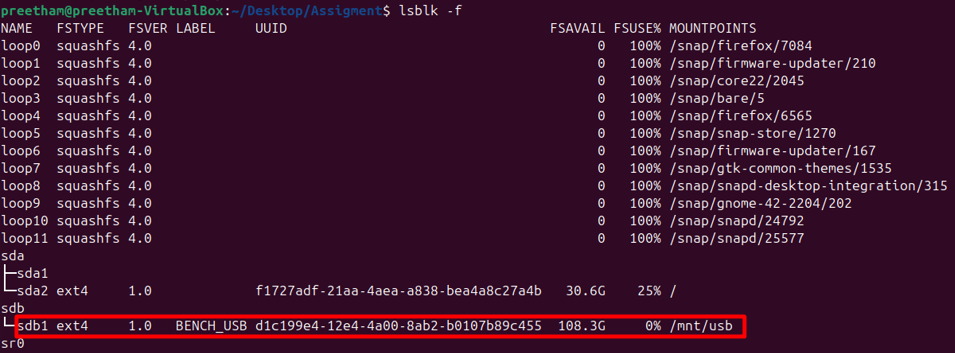 preetham@preetham-VirtualBox:~/Desktop/Assigment$ lsblk -f
NAME FSTYPE FSVER LABEL UUID FSAVAIL FSUSE% MOUNTPOINTS
loop0 squashfs 4.0 0 100% /snap/firefox/7084
loop1 squashfs 4.0 0 100% /snap/firmware-updater/210
loop2 squashfs 4.0 0 100% /snap/core22/2045
loop3 squashfs 4.0 0 100% /snap/bare/5
loop4 squashfs 4.0 0 100% /snap/firefox/6565
loop5 squashfs 4.0 0 100% /snap/snap-store/1270
loop6 squashfs 4.0 0 100% /snap/firmware-updater/167
loop7 squashfs 4.0 0 100% /snap/gtk-common-themes/1535
loop8 squashfs 4.0 0 100% /snap/snapd-desktop-integration/315
loop9 squashfs 4.0 0 100% /snap/gnome-42-2204/202
loop10 squashfs 4.0 0 100% /snap/snapd/24792
loop11 squashfs 4.0 0 100% /snap/snapd/25577
sda
├─sda1
└─sda2 ext4 1.0 f1727adf-21aa-4aea-a838-bea4a8c27a4b 30.6G 25% /
sdb
└─sdb1 ext4 1.0 BENCH_USB d1c199e4-12e4-4a00-8ab2-b0107b89c455 108.3G 0% /mnt/usb
sr0